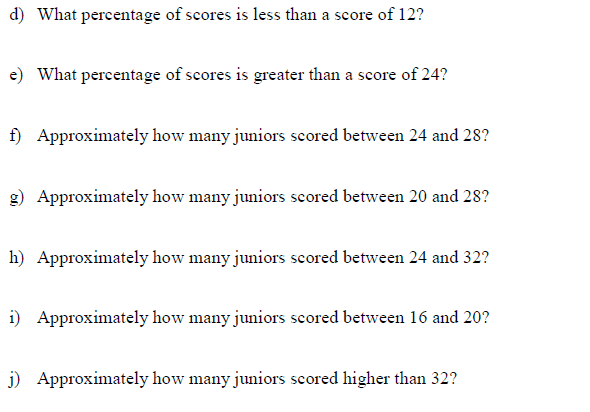 d) What percentage of scores is less than a score of 12?
e) What percentage of scores is greater than a score of 24?
f) Approximately how many juniors scored between 24 and 28?
g) Approximately how many juniors scored between 20 and 28?
h) Approximately how many juniors scored between 24 and 32?
i) Approximately how many juniors scored between 16 and 20?
j) Approximately how many juniors scored higher than 32?